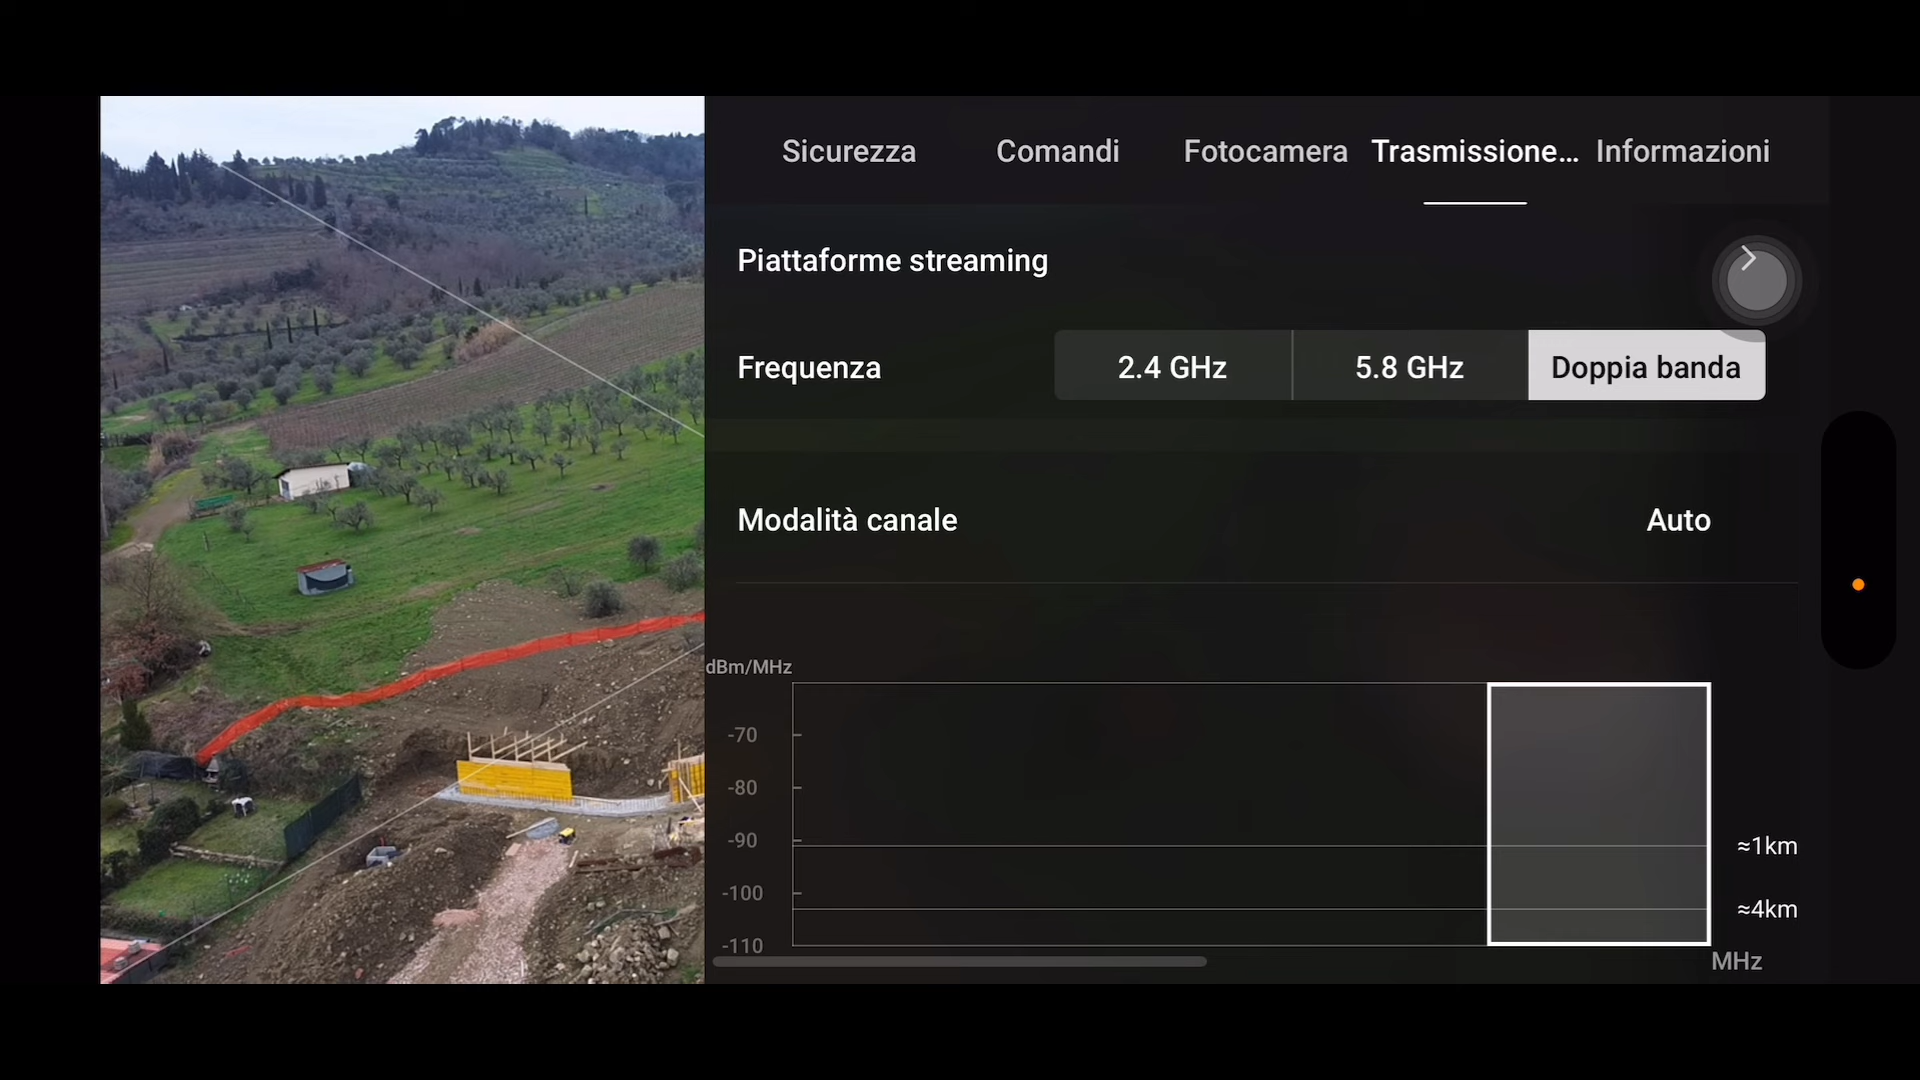 Sicurezza Comandi Fotocamera Trasmissione... Informazioni
Piattaforme streaming
Frequenza 2.4 GHz 5.8 GHz Doppia banda
Modalità canale Auto
dBm/MHz
-70
-80
-90 ≈1km
-100 ≈4km
-110
MHz